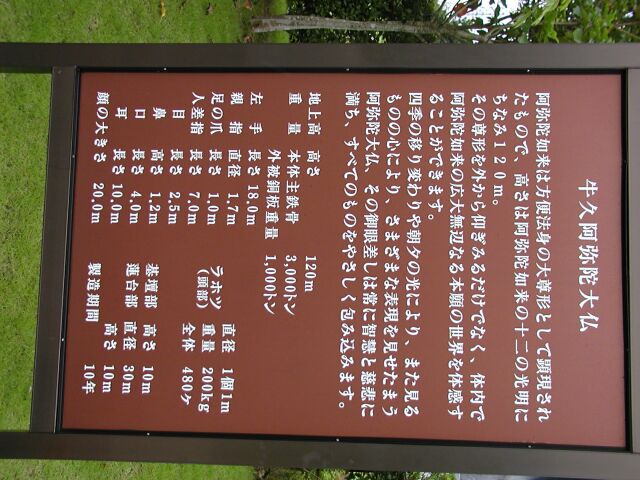 牛久阿弥陀大仏
阿弥陀如来は方便法身の大尊形として顕現され
たもので、高さは阿弥陀如来の十二の光明に
ちなみ120m。
その尊形を外から仰ぎみるだけでなく、体内で
阿弥陀如来の広大無辺なる本願の世界を体感す
ることができます。
四季の移り変わりや朝夕の光により、また見る
ものの心により、さまざまな表現を見せたまう
阿弥陀大仏、その御眼差しは常に智慧と慈悲に
満ち、すべてのものをやさしく包み込みます。
地上高 高さ 120m
重量 本体主鉄骨 3,000トン
外被銅板重量 1,000トン
左手 長さ 18.0m
親指 直径 1.7m
足の爪 長さ 1.0m
人差指 長さ 7.0m
目 長さ 2.5m
鼻 高さ 1.2m
口 長さ 4.0m
耳 長さ 10.0m
顔の大きさ 20.0m
ラホツ 直径 1個1m
(頭部) 重量 200kg
全体 480ケ
基壇部 高さ 10m
蓮台部 直径 30m
高さ 10m
製造期間 10年